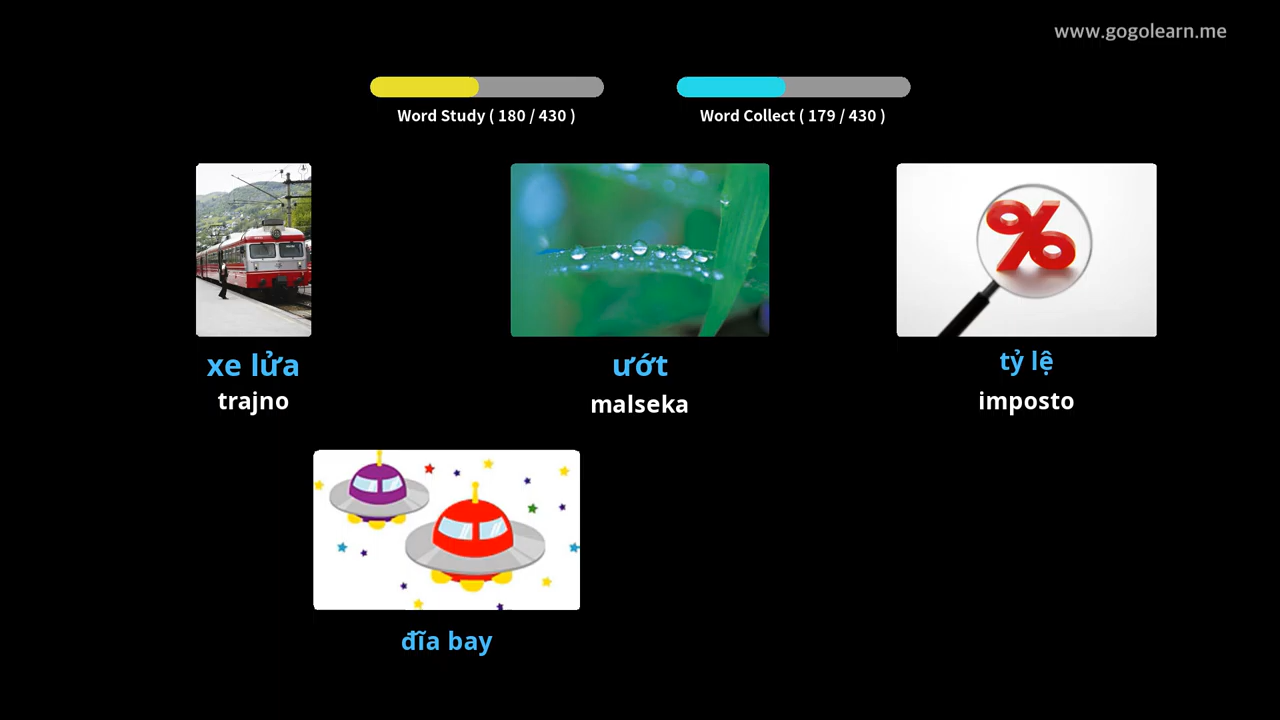 www.gogolearn.me
Word Study ( 180 / 430 )
Word Collect ( 179 / 430 )
xe lửa
trajno
ướt
malseka
tỷ lệ
imposto
đĩa bay